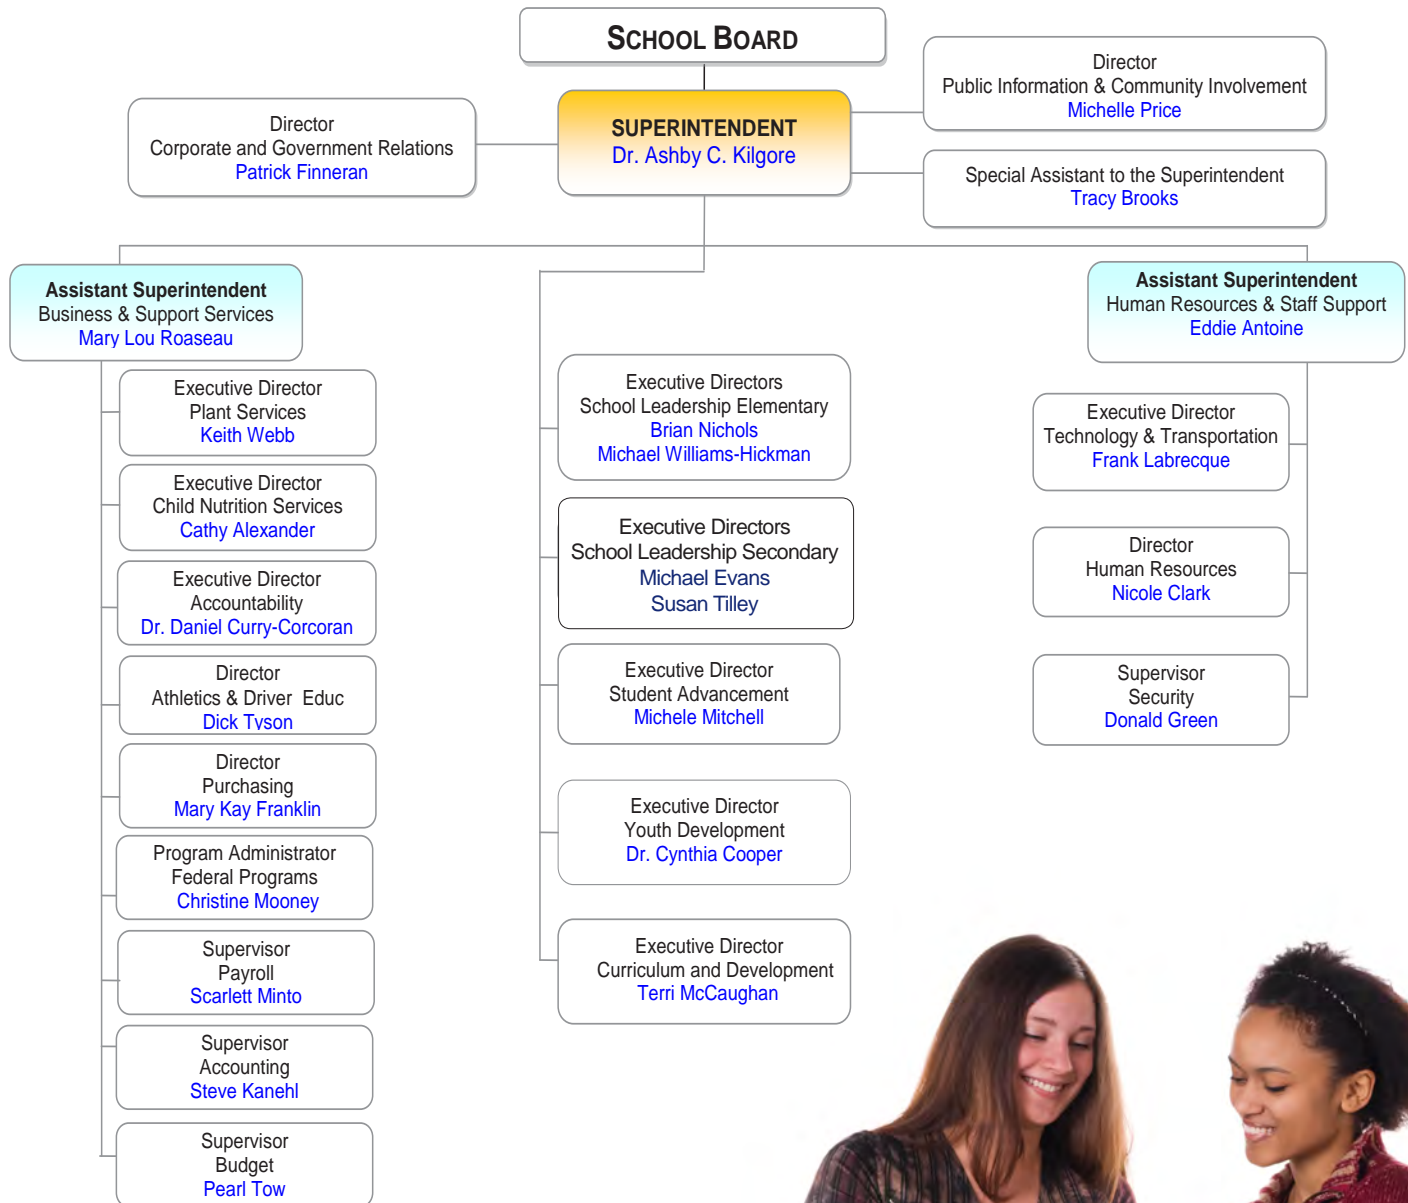 SCHOOL BOARD
Director
Public Information & Community Involvement
Michelle Price
SUPERINTENDENT
Dr. Ashby C. Kilgore
Director
Corporate and Government Relations
Patrick Finneran
Special Assistant to the Superintendent
Tracy Brooks
Assistant Superintendent
Business & Support Services
Mary Lou Roaseau
Executive Director
Plant Services
Keith Webb
Executive Director
Child Nutrition Services
Cathy Alexander
Executive Director
Accountability
Dr. Daniel Curry-Corcoran
Director
Athletics & Driver Educ
Dick Tyson
Director
Purchasing
Mary Kay Franklin
Program Administrator
Federal Programs
Christine Mooney
Supervisor
Payroll
Scarlett Minto
Supervisor
Accounting
Steve Kanehl
Supervisor
Budget
Pearl Tow
Executive Directors
School Leadership Elementary
Brian Nichols
Michael Williams-Hickman
Executive Directors
School Leadership Secondary
Michael Evans
Susan Tilley
Executive Director
Student Advancement
Michele Mitchell
Executive Director
Youth Development
Dr. Cynthia Cooper
Executive Director
Curriculum and Development
Terri McCaughan
Assistant Superintendent
Human Resources & Staff Support
Eddie Antoine
Executive Director
Technology & Transportation
Frank Labrecque
Director
Human Resources
Nicole Clark
Supervisor
Security
Donald Green